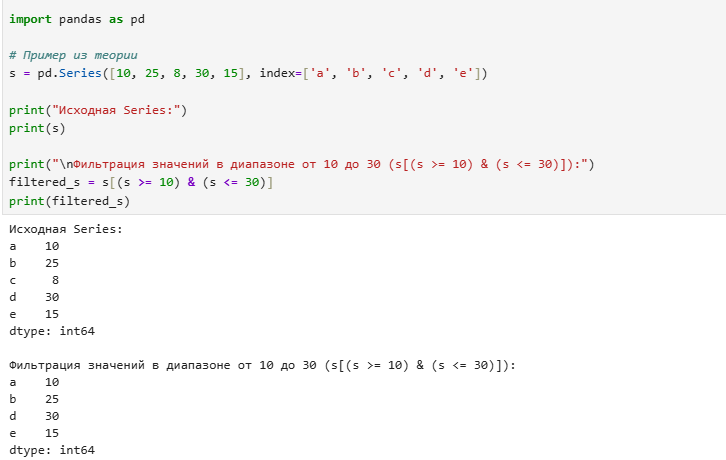 import pandas as pd
# Пример из теории
s = pd.Series([10, 25, 8, 30, 15], index=['a', 'b', 'c', 'd', 'e'])
print("Исходная Series:")
print(s)
print("\nФильтрация значений в диапазоне от 10 до 30 (s[(s >= 10) & (s <= 30)]):")
filtered_s = s[(s >= 10) & (s <= 30)]
print(filtered_s)
Исходная Series:
a    10
b    25
c     8
d    30
e    15
dtype: int64
Фильтрация значений в диапазоне от 10 до 30 (s[(s >= 10) & (s <= 30)]):
a    10
b    25
d    30
e    15
dtype: int64